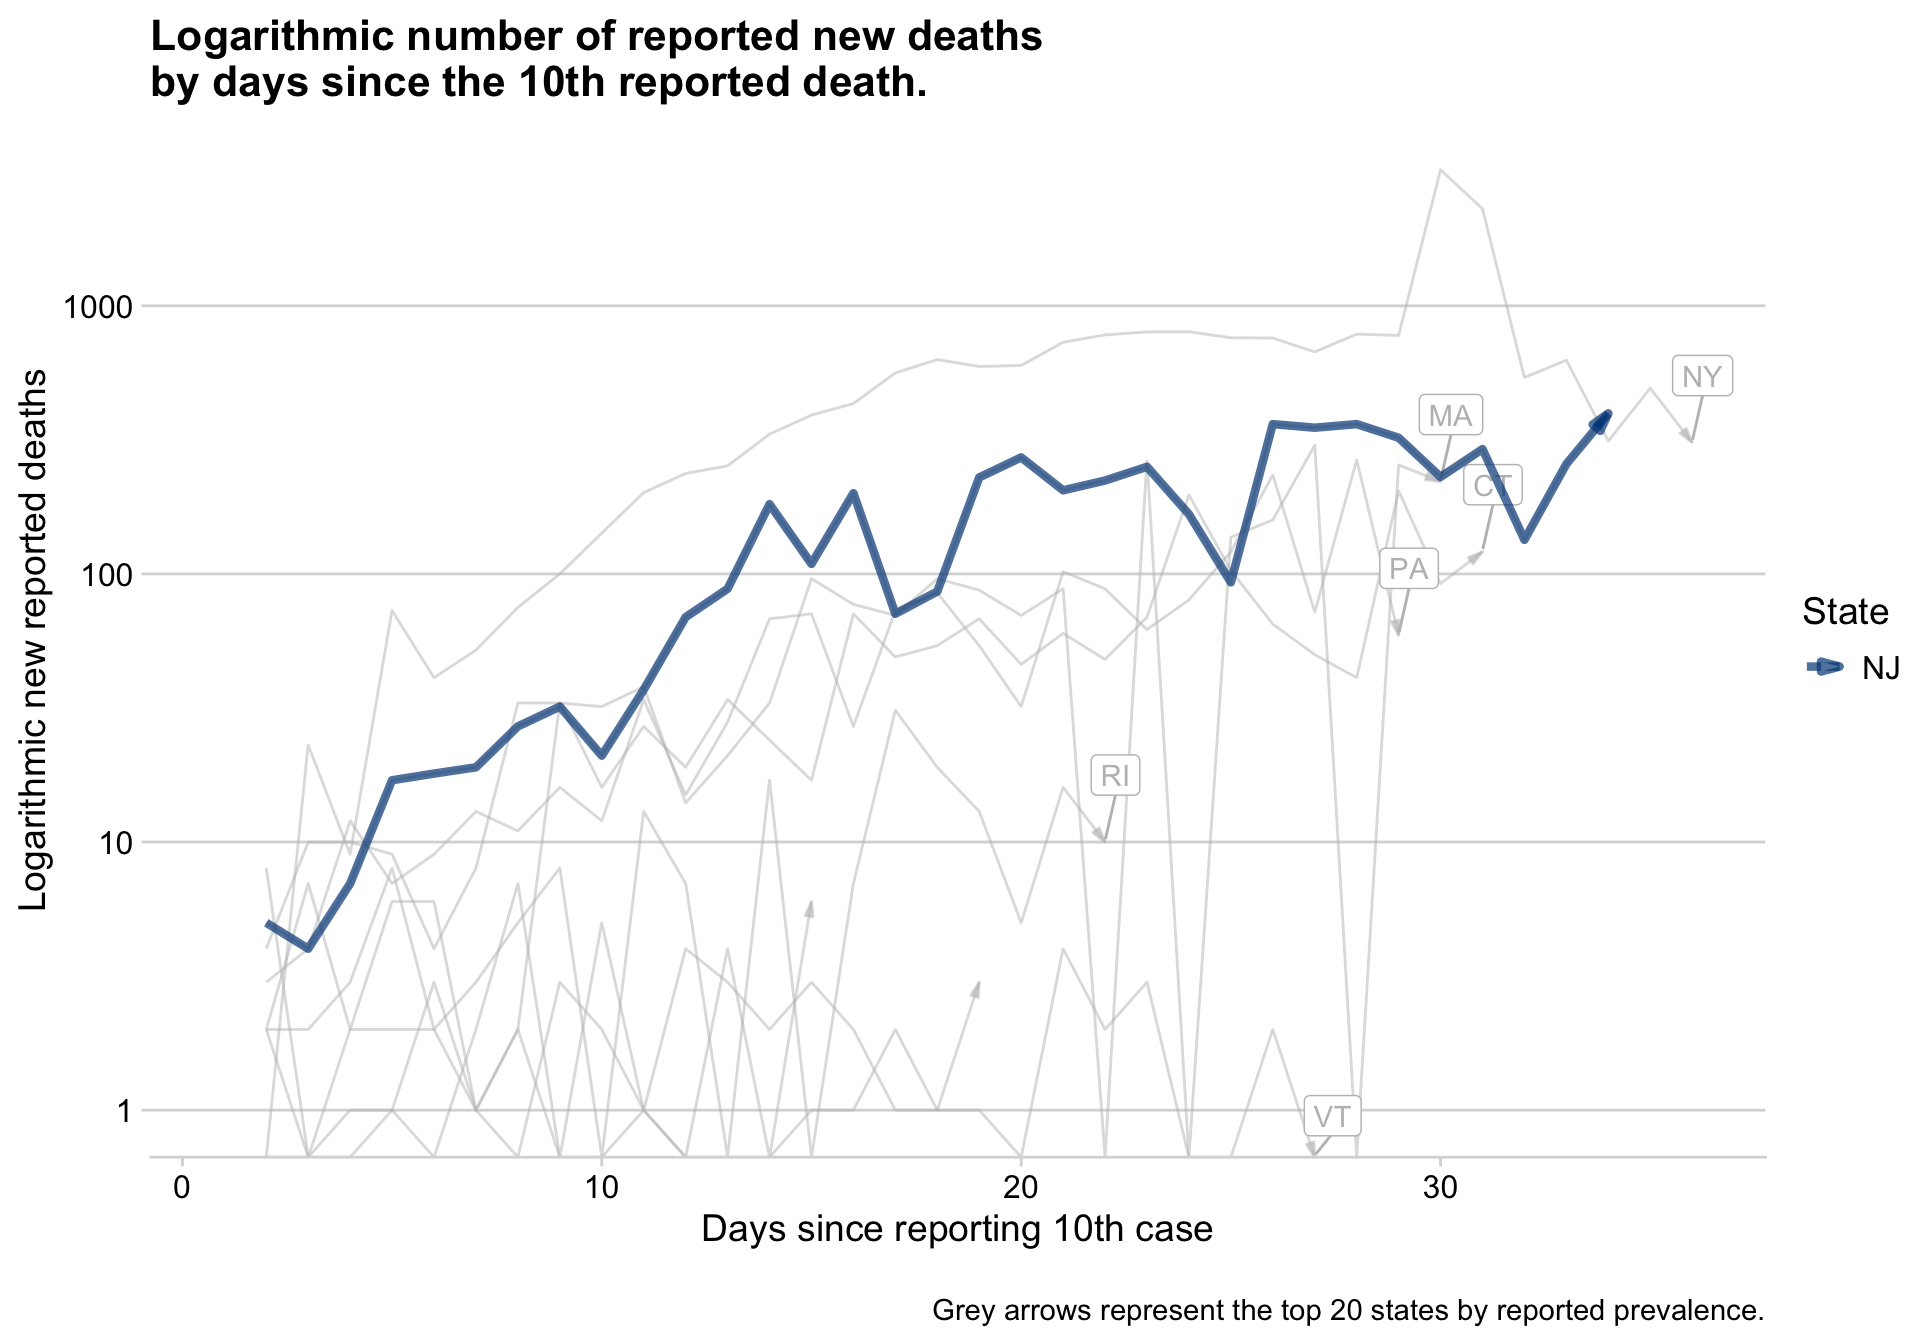 Logarithmic number of reported new deaths
by days since the 10th reported death.
Logarithmic new reported deaths
1000
100
10
1
NY
MA
CT
PA
RI
VT
State
NJ
0
10
20
30
Days since reporting 10th case
Grey arrows represent the top 20 states by reported prevalence.